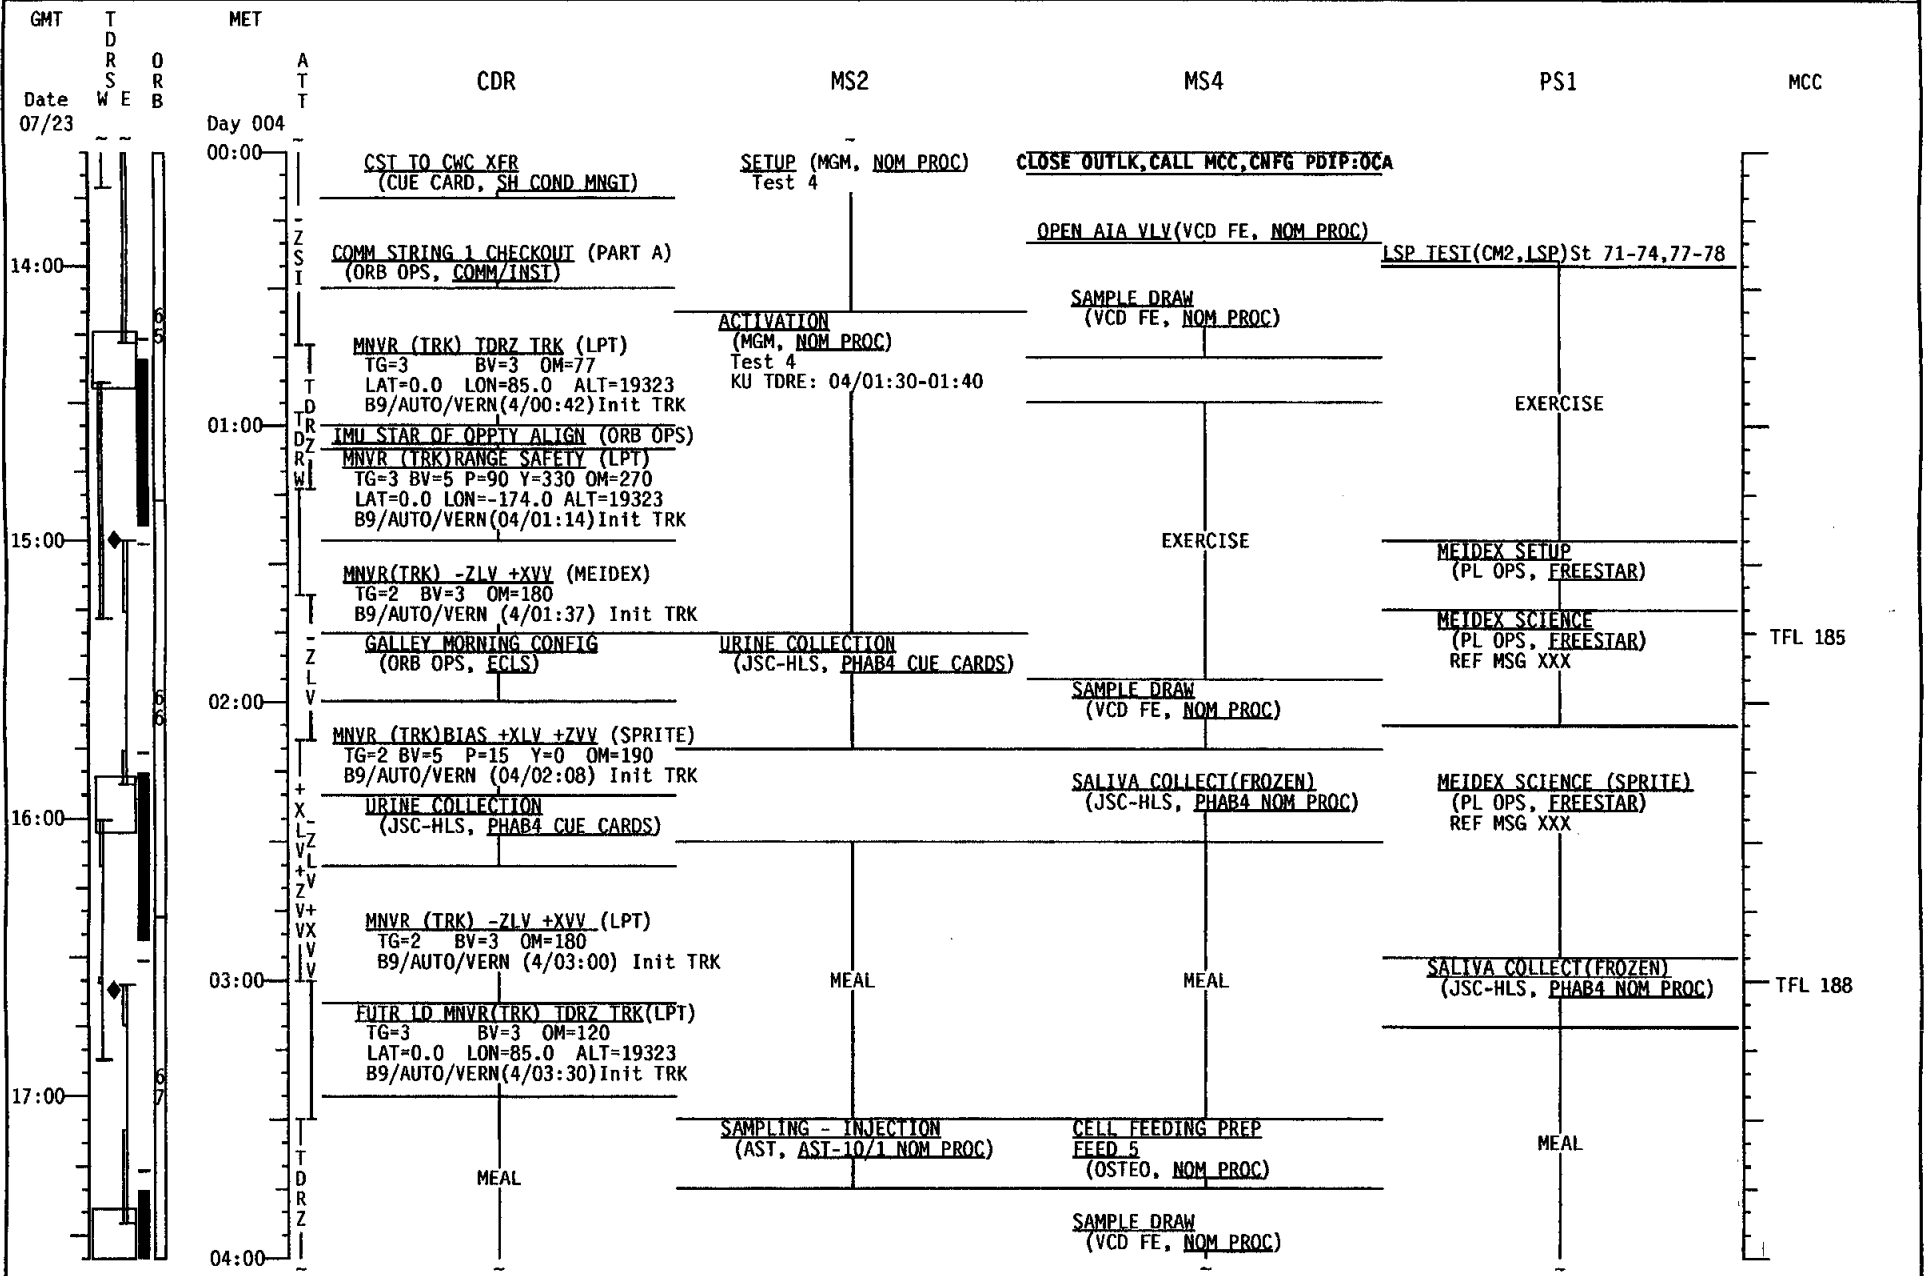 GMT
TDRS
W E
ORB
MET
ATT
CDR
MS2
MS4
PS1
MCC
Date
07/23
Day 004
00:00
01:00
02:00
03:00
04:00
14:00
15:00
16:00
17:00
65
66
67
-ZSI
TDRZ
TDRW
-ZLV
+XLV+ZVV
-ZLV +XVV
TDRZ
CST TO CWC XFR
(CUE CARD, SH COND MNGT)
COMM STRING 1 CHECKOUT (PART A)
(ORB OPS, COMM/INST)
MNVR (TRK) TDRZ TRK (LPT)
TG=3 BV=3 OM=77
LAT=0.0 LON=85.0 ALT=19323
B9/AUTO/VERN(4/00:42)Init TRK
IMU STAR OF OPPTY ALIGN (ORB OPS)
MNVR (TRK)RANGE SAFETY (LPT)
TG=3 BV=5 P=90 Y=330 OM=270
LAT=0.0 LON=-174.0 ALT=19323
B9/AUTO/VERN(04/01:14)Init TRK
MNVR(TRK) -ZLV +XVV (MEIDEX)
TG=2 BV=3 OM=180
B9/AUTO/VERN (4/01:37) Init TRK
GALLEY MORNING CONFIG
(ORB OPS, ECLS)
MNVR (TRK)BIAS +XLV +ZVV (SPRITE)
TG=2 BV=5 P=15 Y=0 OM=190
B9/AUTO/VERN (04/02:08) Init TRK
URINE COLLECTION
(JSC-HLS, PHAB4 CUE CARDS)
MNVR (TRK) -ZLV +XVV (LPT)
TG=2 BV=3 OM=180
B9/AUTO/VERN (4/03:00) Init TRK
FUTR LD MNVR(TRK) TDRZ TRK(LPT)
TG=3 BV=3 OM=120
LAT=0.0 LON=85.0 ALT=19323
B9/AUTO/VERN(4/03:30)Init TRK
MEAL
SETUP (MGM, NOM PROC)
Test 4
ACTIVATION
(MGM, NOM PROC)
Test 4
KU TDRE: 04/01:30-01:40
URINE COLLECTION
(JSC-HLS, PHAB4 CUE CARDS)
MEAL
SAMPLING - INJECTION
(AST, AST-10/1 NOM PROC)
CLOSE OUTLK,CALL MCC,CNFG PDIP:OCA
OPEN AIA VLV(VCD FE, NOM PROC)
SAMPLE DRAW
(VCD FE, NOM PROC)
EXERCISE
SAMPLE DRAW
(VCD FE, NOM PROC)
SALIVA COLLECT(FROZEN)
(JSC-HLS, PHAB4 NOM PROC)
MEAL
CELL FEEDING PREP
FEED 5
(OSTEO, NOM PROC)
SAMPLE DRAW
(VCD FE, NOM PROC)
LSP TEST(CM2,LSP)St 71-74,77-78
EXERCISE
MEIDEX SETUP
(PL OPS, FREESTAR)
MEIDEX SCIENCE
(PL OPS, FREESTAR)
REF MSG XXX
MEIDEX SCIENCE (SPRITE)
(PL OPS, FREESTAR)
REF MSG XXX
SALIVA COLLECT(FROZEN)
(JSC-HLS, PHAB4 NOM PROC)
MEAL
TFL 185
TFL 188